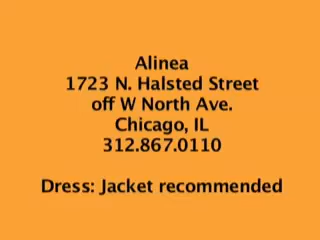 Alinea
1723 N. Halsted Street
off W North Ave.
Chicago, IL
312.867.0110
Dress: Jacket recommended